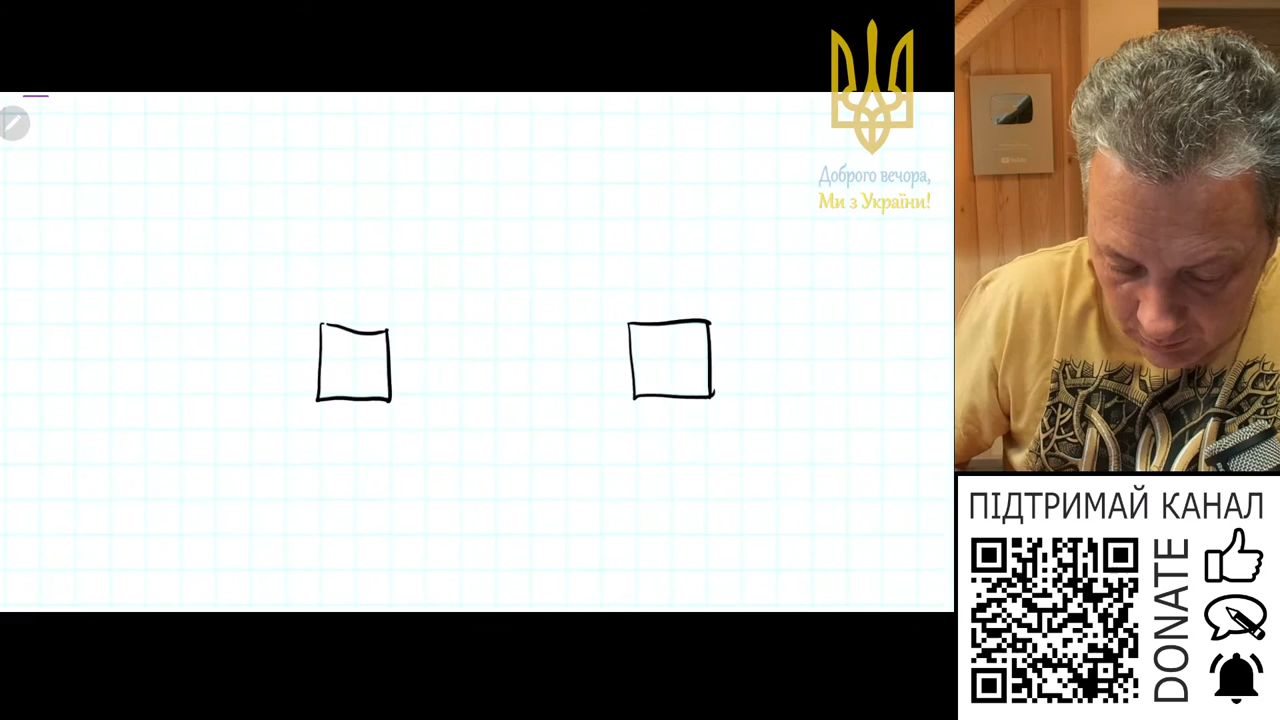 Доброго вечора,
Ми з України!
ПІДТРИМАЙ КАНАЛ
DONATE